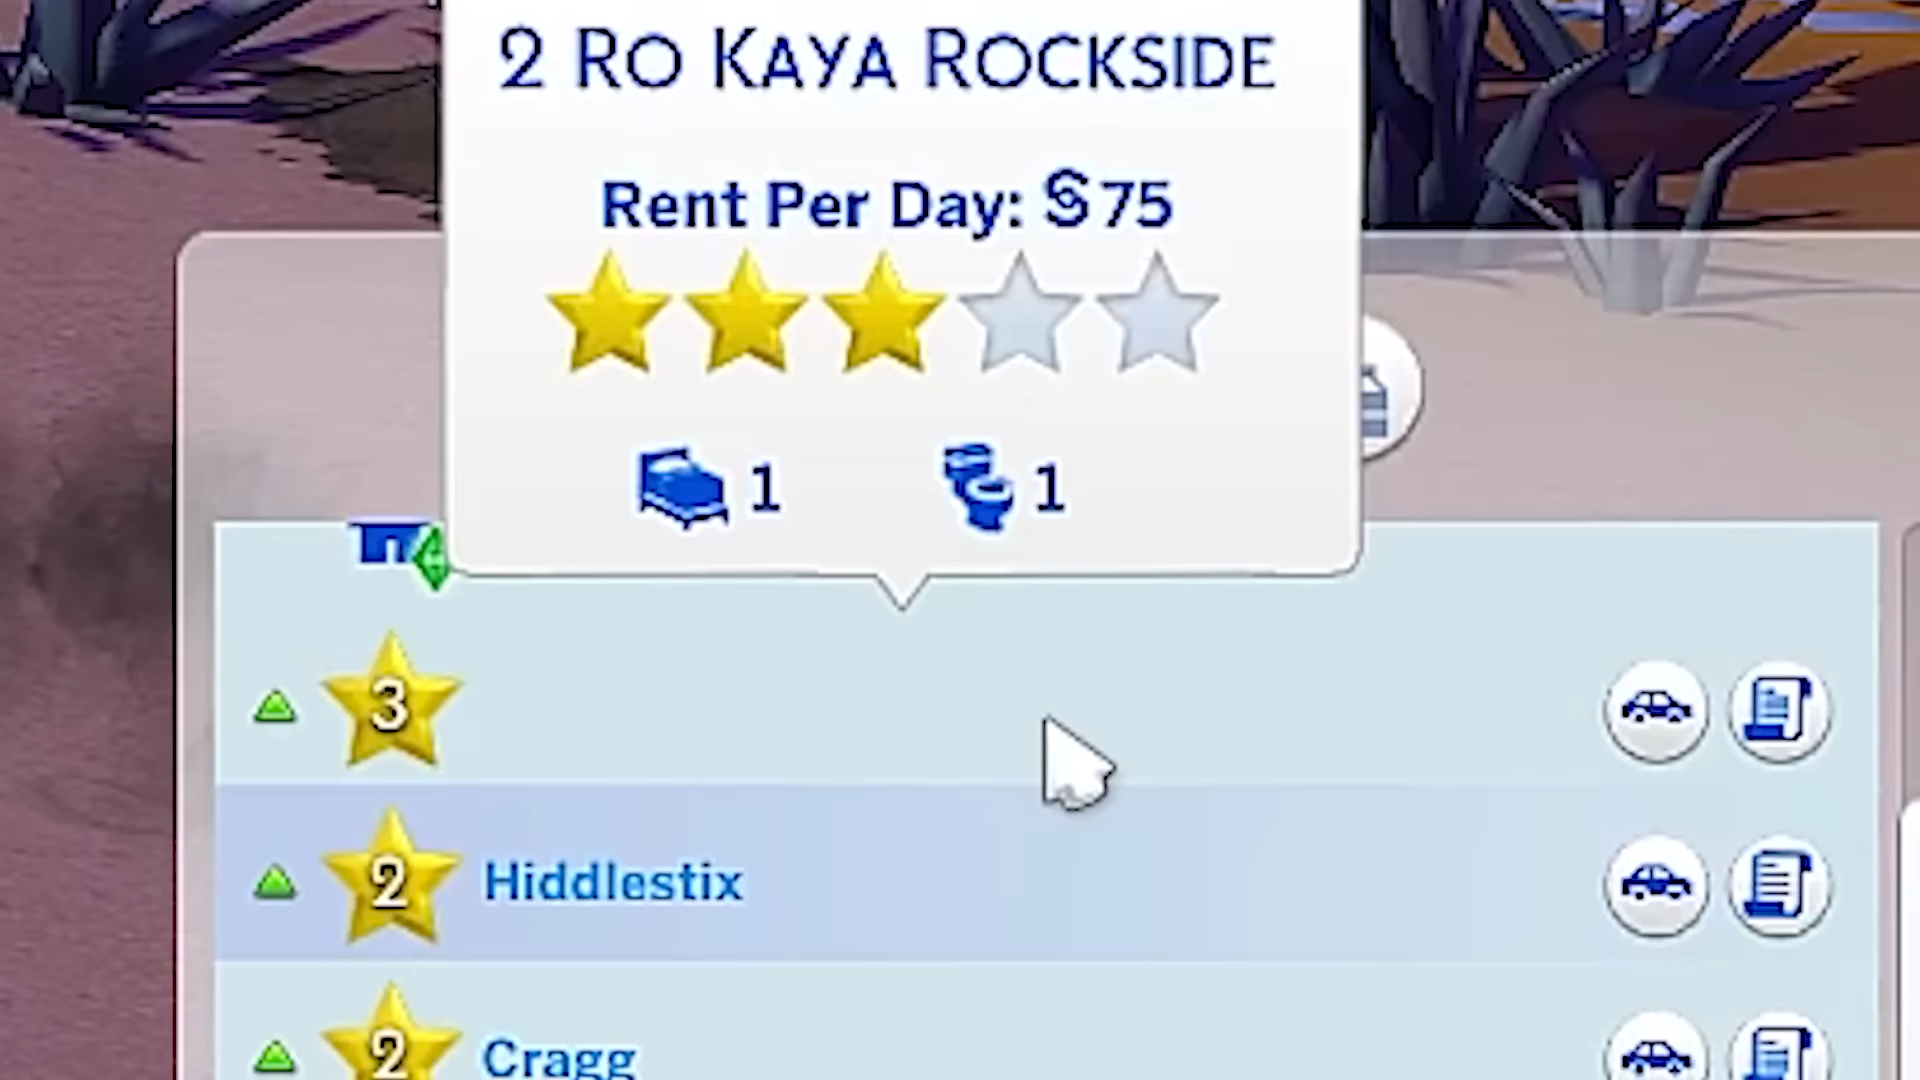 2 RO KAYA ROCKSIDE
Rent Per Day: §75
1 1
3
2 Hiddlestix
2 Cragg